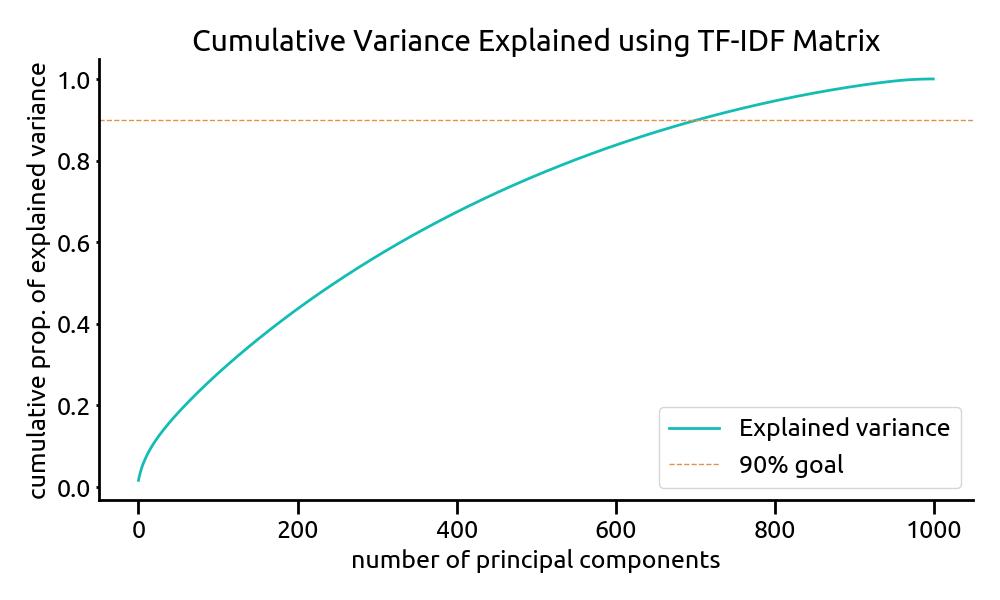 Cumulative Variance Explained using TF-IDF Matrix
cumulative prop. of explained variance
1.0
0.8
0.6
0.4
0.2
0.0
Explained variance
90% goal
0 200 400 600 800 1000
number of principal components